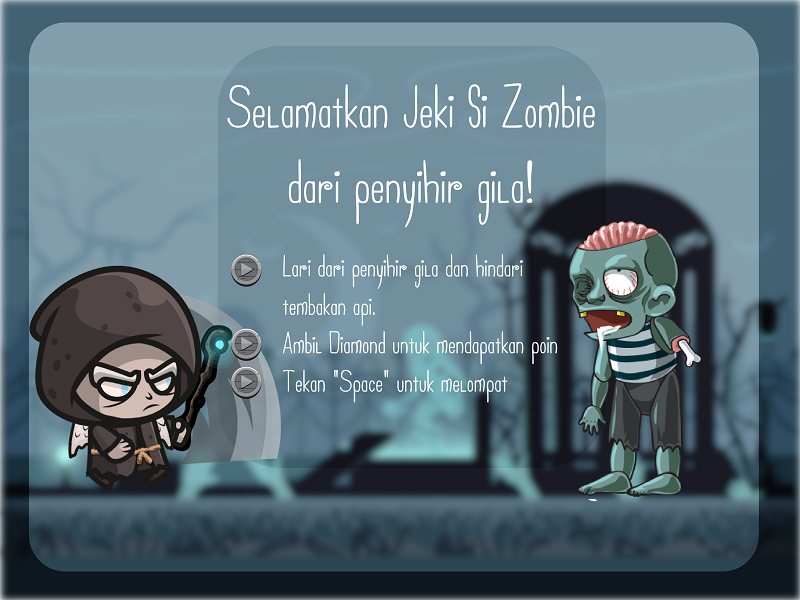 Selamatkan Jeki Si Zombie
dari penyihir gila!
Lari dari penyihir gila dan hindari
tembakan api.
Ambil Diamond untuk mendapatkan poin
Tekan "Space" untuk melompat